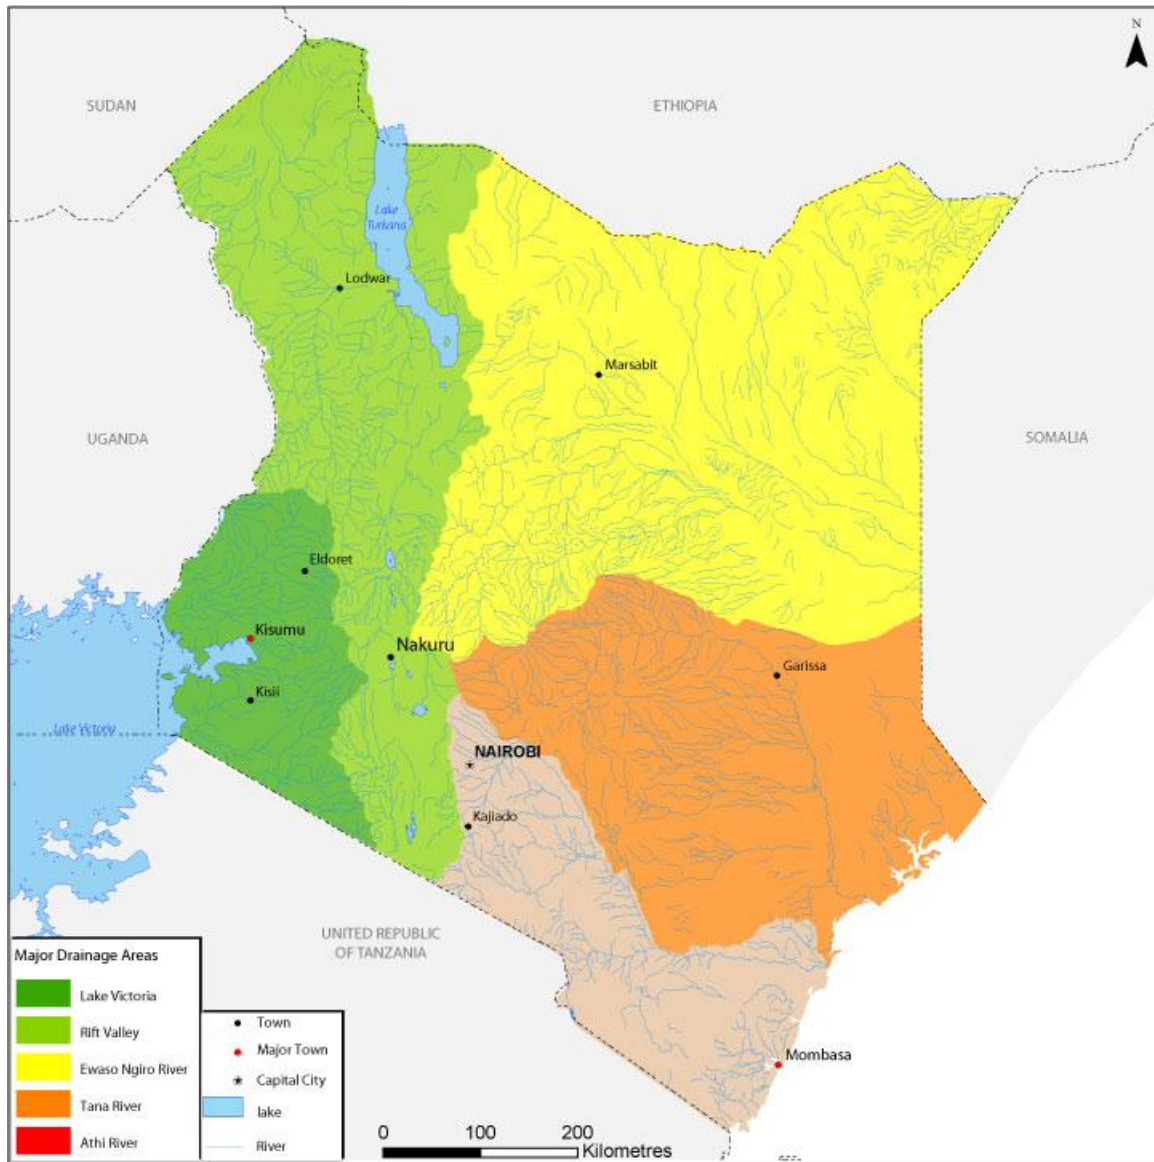 N
SUDAN
ETHIOPIA
Lake
Turkana
Lodwar
Marsabit
UGANDA
SOMALIA
Eldoret
Kisumu
Nakuru
Garissa
Kisii
Lake Victoria
NAIROBI
Kajiado
UNITED REPUBLIC
OF TANZANIA
Mombasa
Major Drainage Areas
Lake Victoria
Rift Valley
Ewaso Ngiro River
Tana River
Athi River
Town
Major Town
Capital City
lake
River
0 100 200
Kilometres